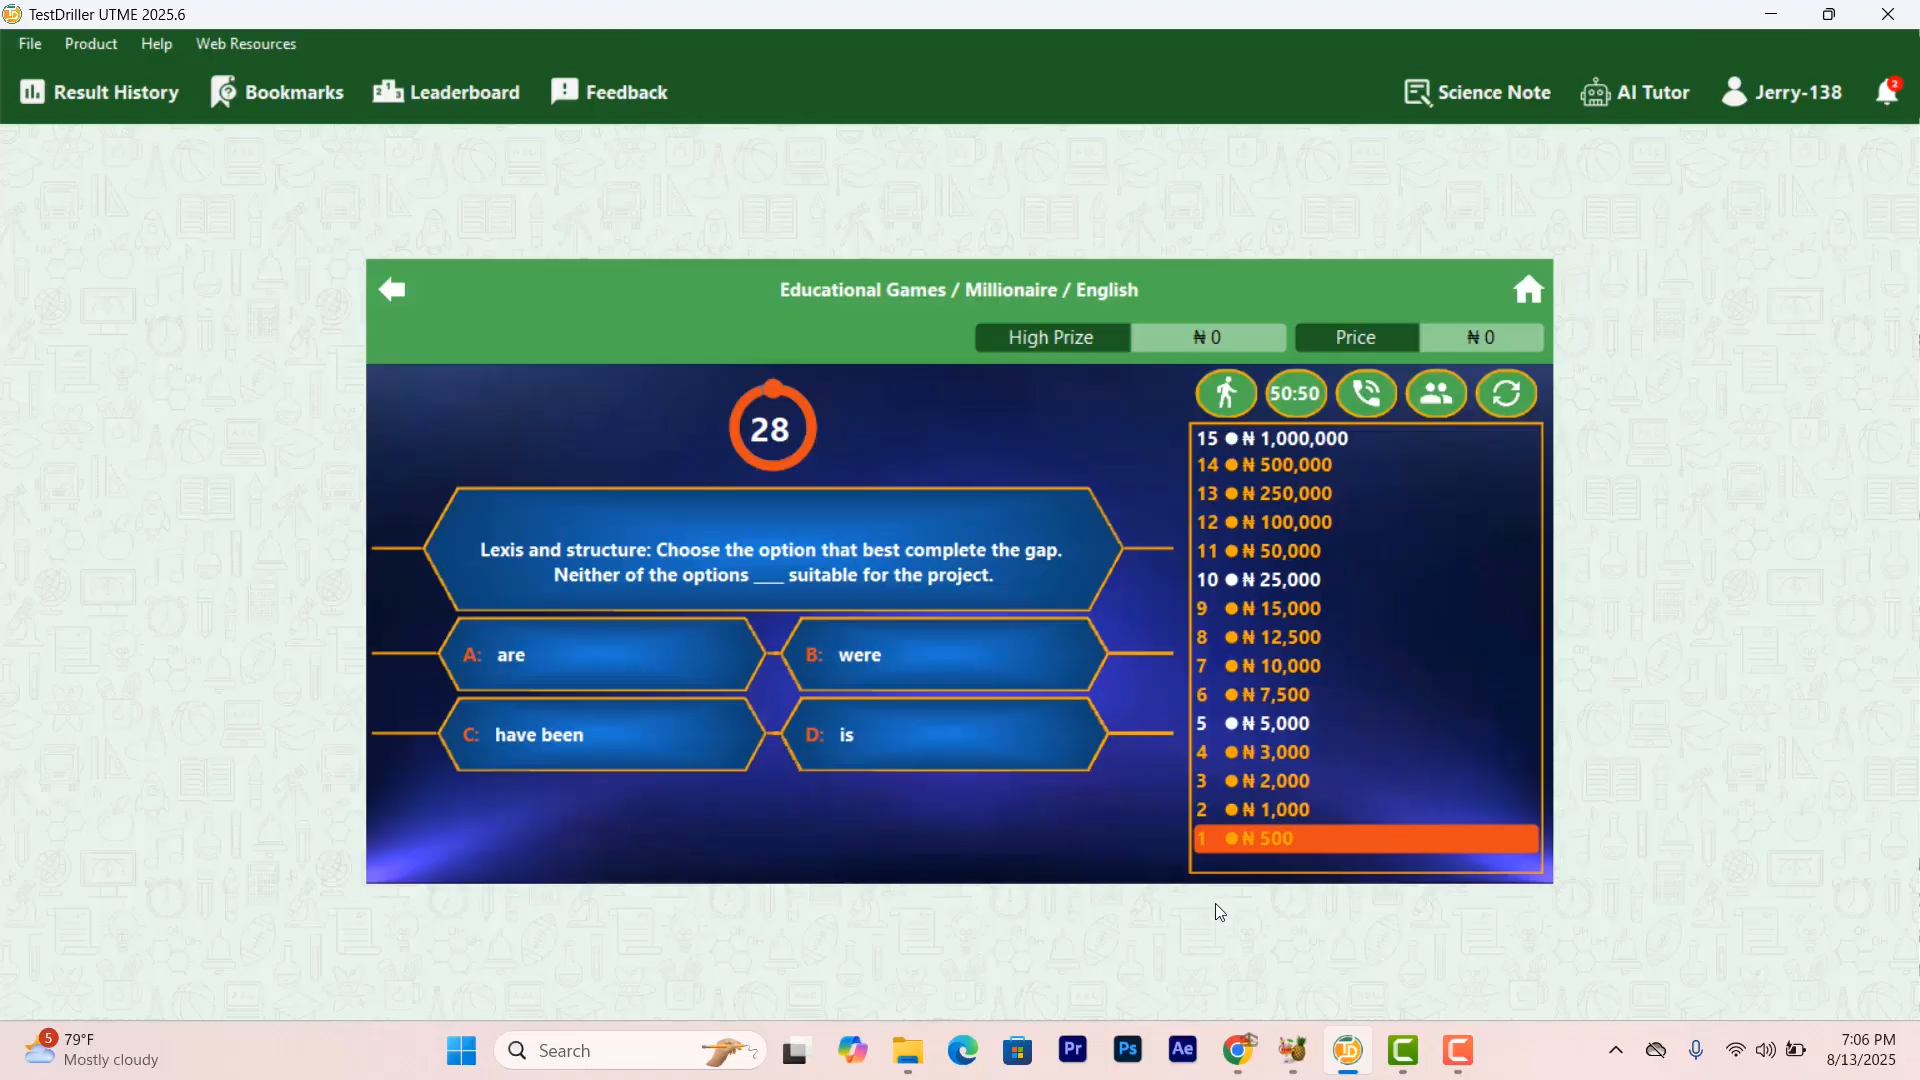 TestDriller UTME 2025.6
File Product Help Web Resources
Result History Bookmarks Leaderboard Feedback Science Note AI Tutor Jerry-138 2
Educational Games / Millionaire / English
High Prize ₦ 0 Price ₦ 0
28
50:50
Lexis and structure: Choose the option that best complete the gap.
Neither of the options ___ suitable for the project.
A: are
B: were
C: have been
D: is
15 ₦ 1,000,000
14 ₦ 500,000
13 ₦ 250,000
12 ₦ 100,000
11 ₦ 50,000
10 ₦ 25,000
9 ₦ 15,000
8 ₦ 12,500
7 ₦ 10,000
6 ₦ 7,500
5 ₦ 5,000
4 ₦ 3,000
3 ₦ 2,000
2 ₦ 1,000
1 ₦ 500
5 79°F
Mostly cloudy
Search
Pr Ps Ae
7:06 PM
8/13/2025